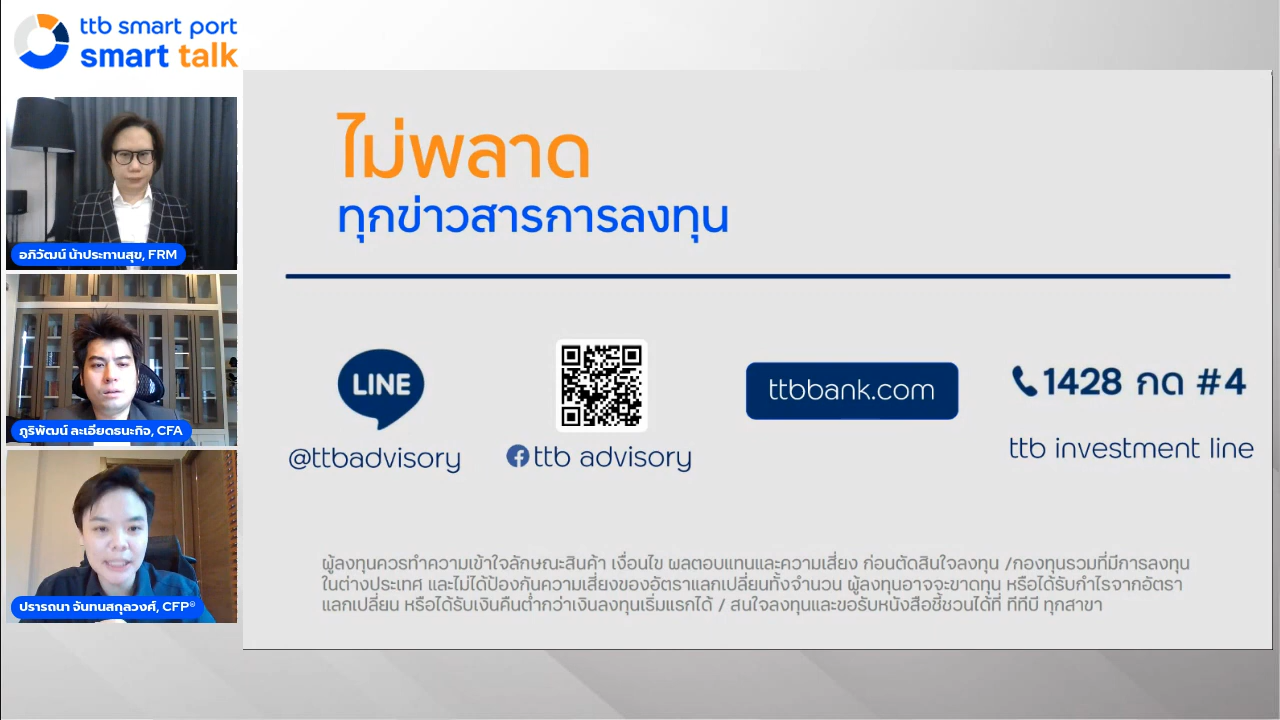 ttb smart port
smart talk
อภิวัฒน์ น้าประทานสุข, FRM
ภูริพัฒน์ ละเอียดธนะกิจ, CFA
ปรารถนา จันทนสกุลวงศ์, CFP®
ไม่พลาด
ทุกข่าวสารการลงทุน
LINE
@ttbadvisory
ttb advisory
ttbbank.com
1428 กด #4
ttb investment line
ผู้ลงทุนควรทำความเข้าใจลักษณะสินค้า เงื่อนไข ผลตอบแทนและความเสี่ยง ก่อนตัดสินใจลงทุน /กองทุนรวมที่มีการลงทุน
ในต่างประเทศ และไม่ได้ป้องกันความเสี่ยงของอัตราแลกเปลี่ยนทั้งจำนวน ผู้ลงทุนอาจจะขาดทุน หรือได้รับกำไรจากอัตรา
แลกเปลี่ยน หรือได้รับเงินคืนต่ำกว่าเงินลงทุนเริ่มแรกได้ / สนใจลงทุนและขอรับหนังสือชี้ชวนได้ที่ ทีทีบี ทุกสาขา